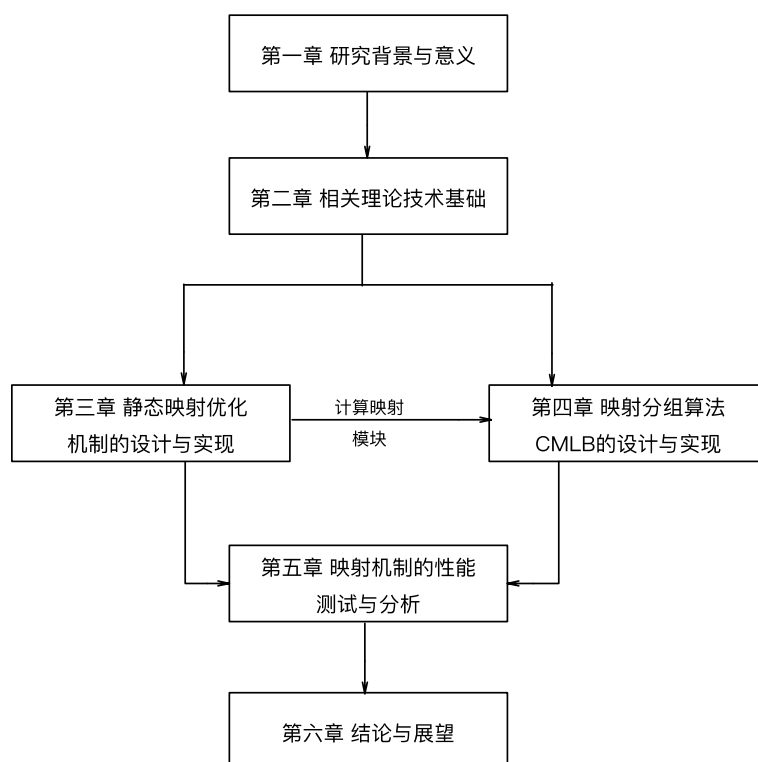 第一章 研究背景与意义
第二章 相关理论技术基础
第三章 静态映射优化
机制的设计与实现
计算映射
模块
第四章 映射分组算法
CMLB的设计与实现
第五章 映射机制的性能
测试与分析
第六章 结论与展望